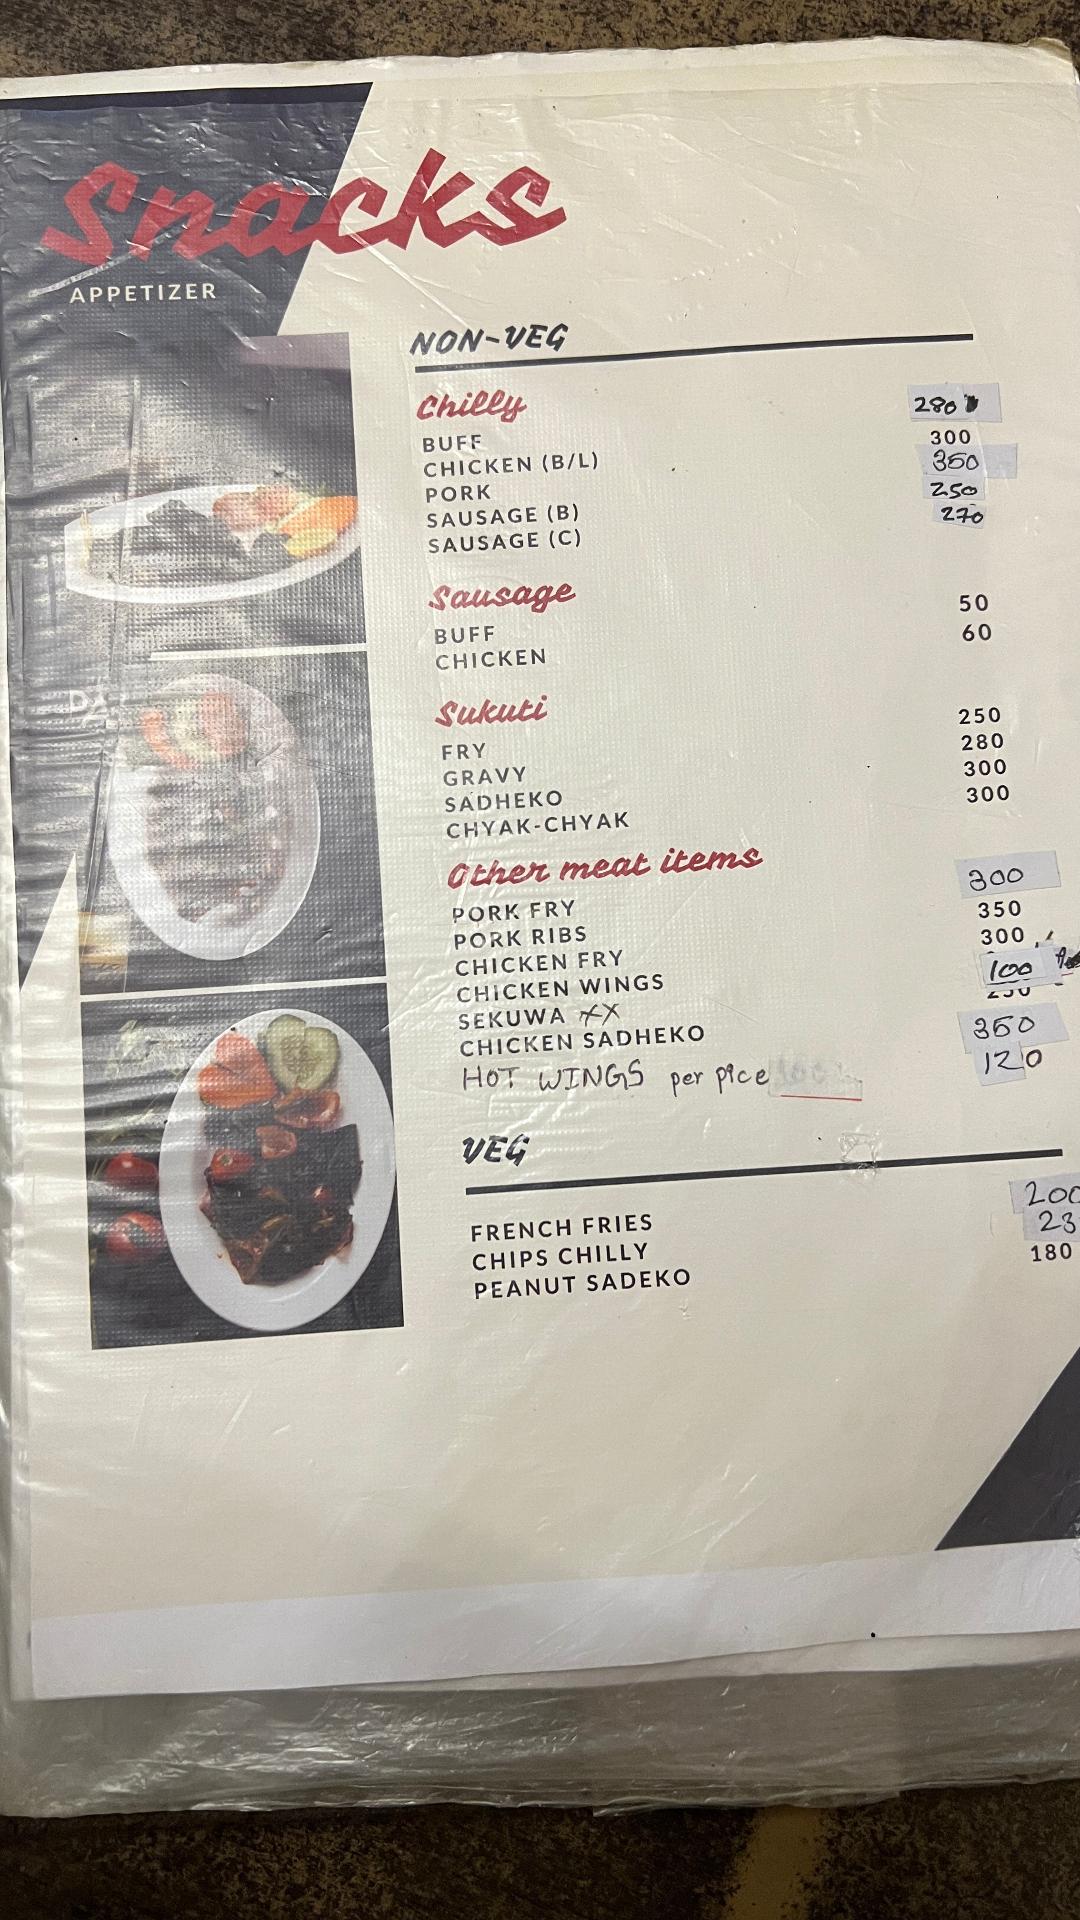 Snacks
APPETIZER
NON-VEG
Chilly
BUFF 280
CHICKEN (B/L) 300
PORK 350
SAUSAGE (B) 250
SAUSAGE (C) 270
Sausage
BUFF 50
CHICKEN 60
Sukuti
FRY 250
GRAVY 280
SADHEKO 300
CHYAK-CHYAK 300
Other meat items
PORK FRY 300
PORK RIBS 350
CHICKEN FRY 300
CHICKEN WINGS 100
SEKUWA XX 250
CHICKEN SADHEKO 350
HOT WINGS per pice 120
VEG
FRENCH FRIES 200
CHIPS CHILLY 23
PEANUT SADEKO 180